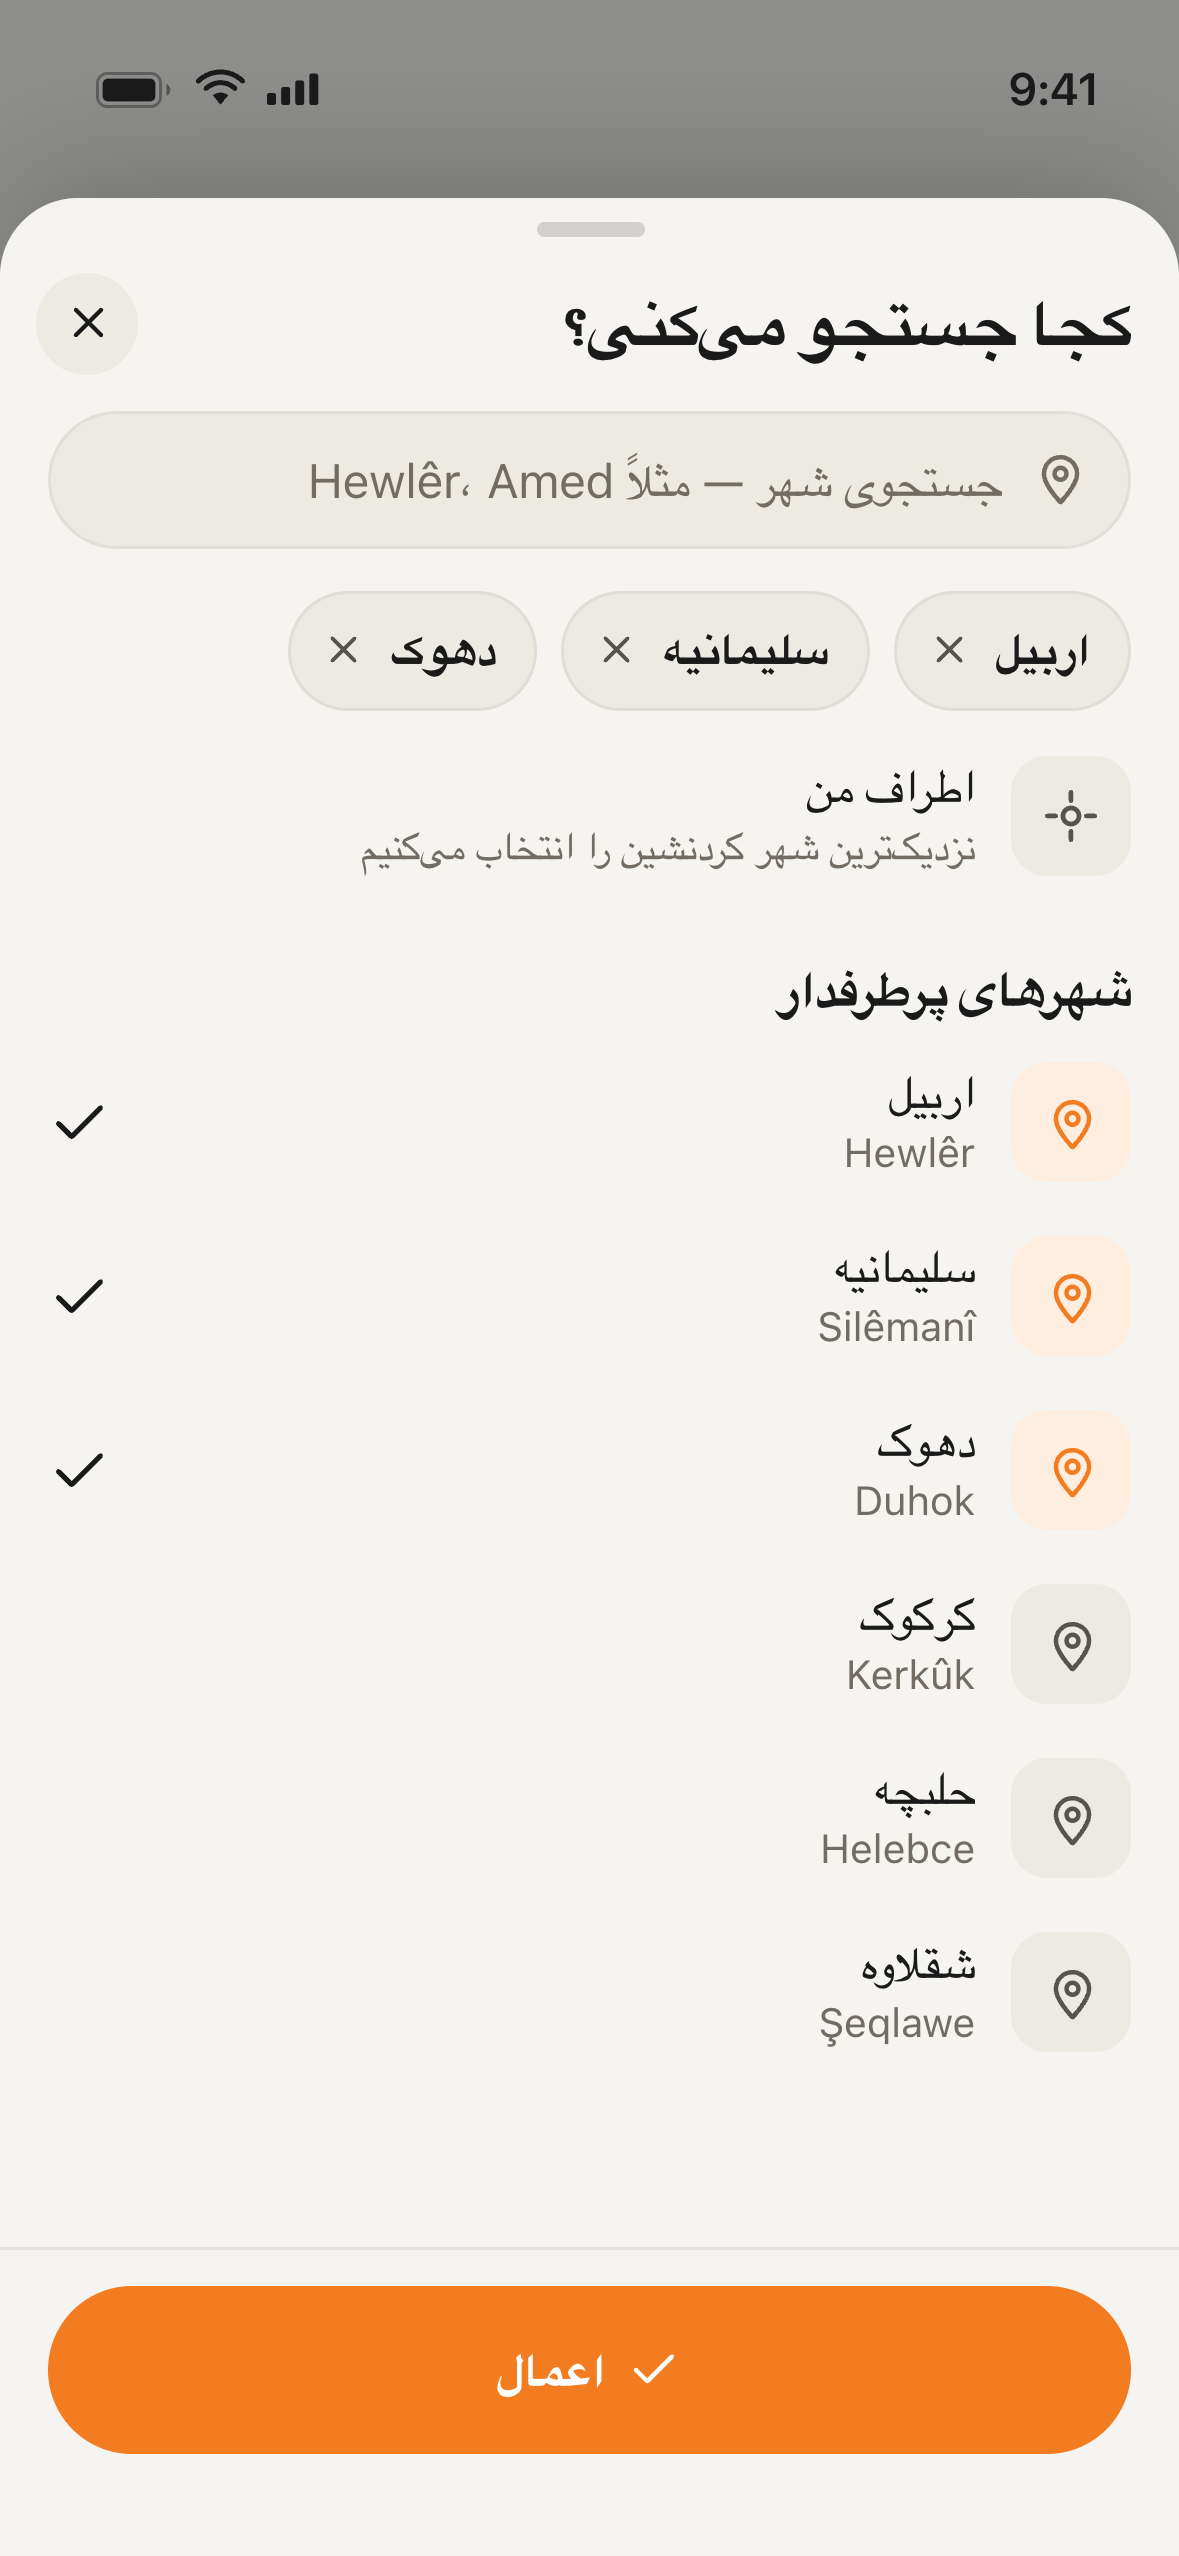 9:41
کجا جستجو می‌کنی؟
جستجوی شهر — مثلاً Hewlêr، Amed
اربیل
سلیمانیه
دهوک
اطراف من
نزدیک‌ترین شهر کردنشین را انتخاب می‌کنیم
شهرهای پرطرفدار
اربیل
Hewlêr
سلیمانیه
Silêmanî
دهوک
Duhok
کرکوک
Kerkûk
حلبچه
Helebce
شقلاوه
Şeqlawe
اعمال